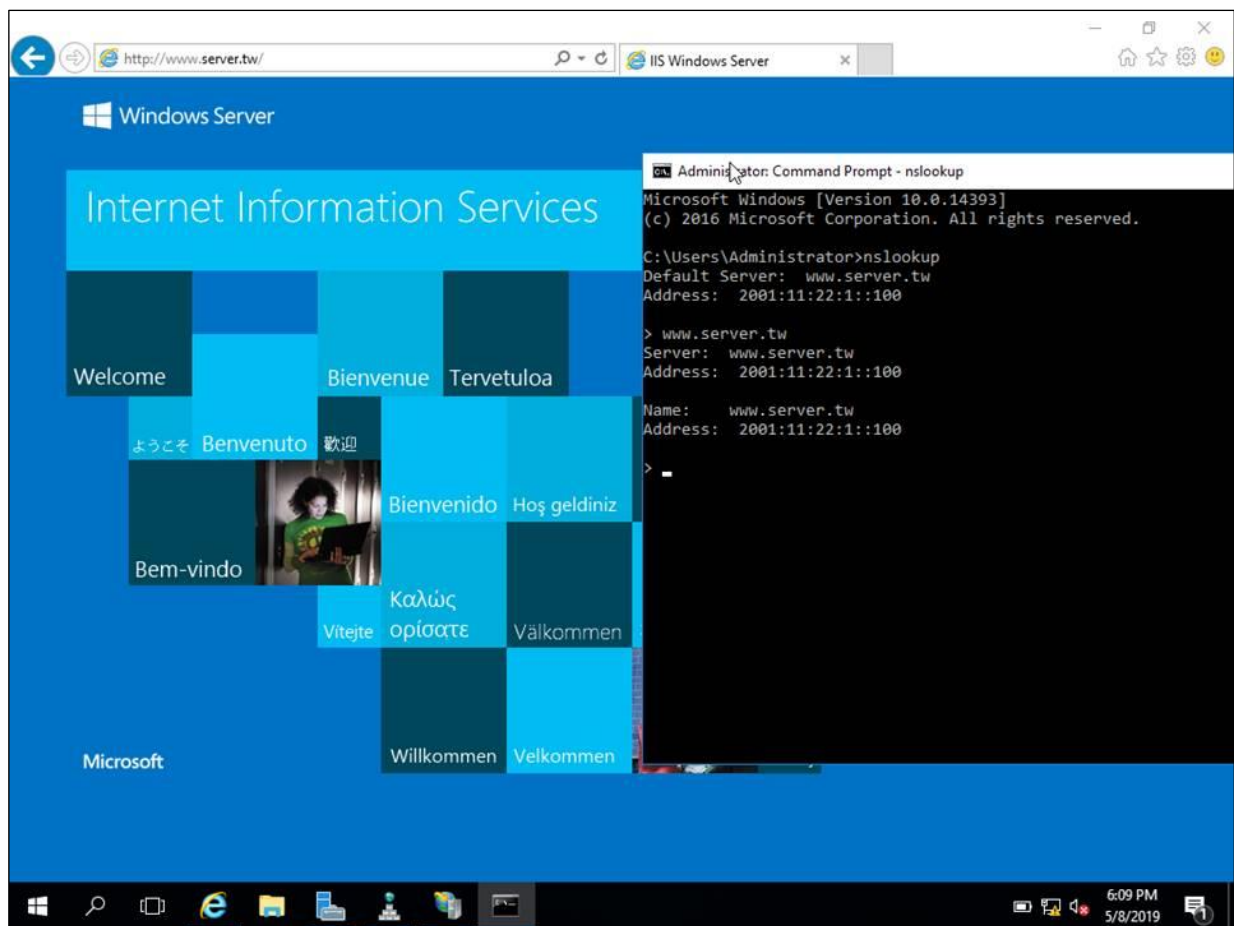 http://www.server.tw/
IIS Windows Server
Windows Server
Internet Information Services
Welcome
Bienvenue
Tervetuloa
ようこそ
Benvenuto
歡迎
Bienvenido
Hoş geldiniz
Bem-vindo
Vítejte
Καλώς
ορίσατε
Välkommen
Microsoft
Willkommen
Velkommen
Administrator: Command Prompt - nslookup
Microsoft Windows [Version 10.0.14393]
(c) 2016 Microsoft Corporation. All rights reserved.
C:\Users\Administrator>nslookup
Default Server:  www.server.tw
Address:  2001:11:22:1::100
> www.server.tw
Server:  www.server.tw
Address:  2001:11:22:1::100
Name:    www.server.tw
Address:  2001:11:22:1::100
>
6:09 PM
5/8/2019
1